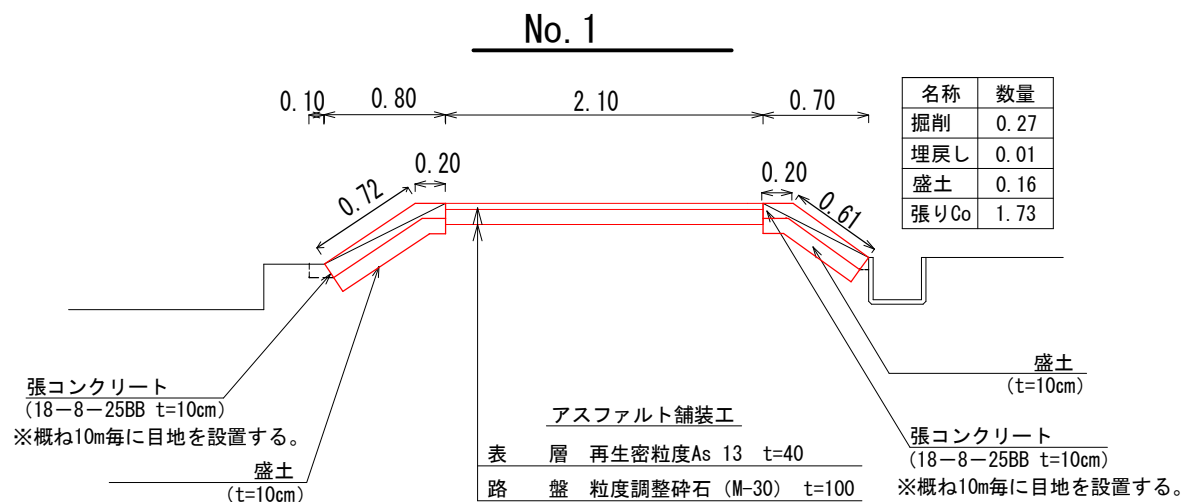 No. 1
0.10 0.80 2.10 0.70
名称 数量
掘削 0.27
埋戻し 0.01
盛土 0.16
張りCo 1.73
0.20 0.20
0.72 0.61
張コンクリート
(18－8－25BB t=10cm)
※概ね10m毎に目地を設置する。
盛土
(t=10cm)
アスファルト舗装工
表 層 再生密粒度As 13 t=40
路 盤 粒度調整砕石 (M-30) t=100
盛土
(t=10cm)
張コンクリート
(18－8－25BB t=10cm)
※概ね10m毎に目地を設置する。